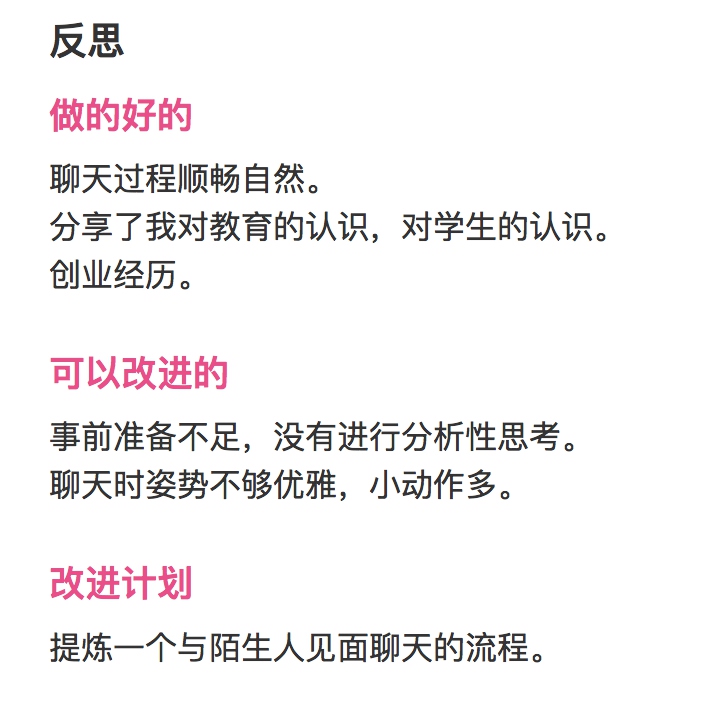 反思
做的好的
聊天过程顺畅自然。
分享了我对教育的认识，对学生的认识。
创业经历。
可以改进的
事前准备不足，没有进行分析性思考。
聊天时姿势不够优雅，小动作多。
改进计划
提炼一个与陌生人见面聊天的流程。